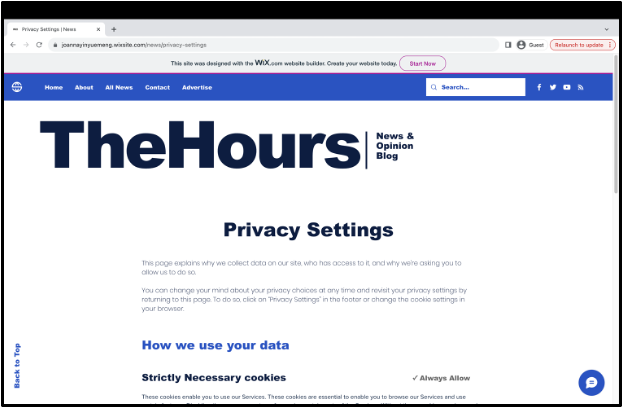 Privacy Settings | News
joannayinyuemeng.wixsite.com/news/privacy-settings
Guest
Relaunch to update
This site was designed with the WiX.com website builder. Create your website today.
Start Now
Home
About
All News
Contact
Advertise
Search...
TheHours
News &
Opinion
Blog
Privacy Settings
This page explains why we collect data on our site, who has access to it, and why we're asking you to
allow us to do so.
You can change your mind about your privacy choices at any time and revisit your privacy settings by
returning to this page. To do so, click on "Privacy Settings" in the footer or change the cookie settings in
your browser.
How we use your data
Strictly Necessary cookies
✓ Always Allow
These cookies enable you to use our Services. These cookies are essential to enable you to browse our Services and use
Back to Top